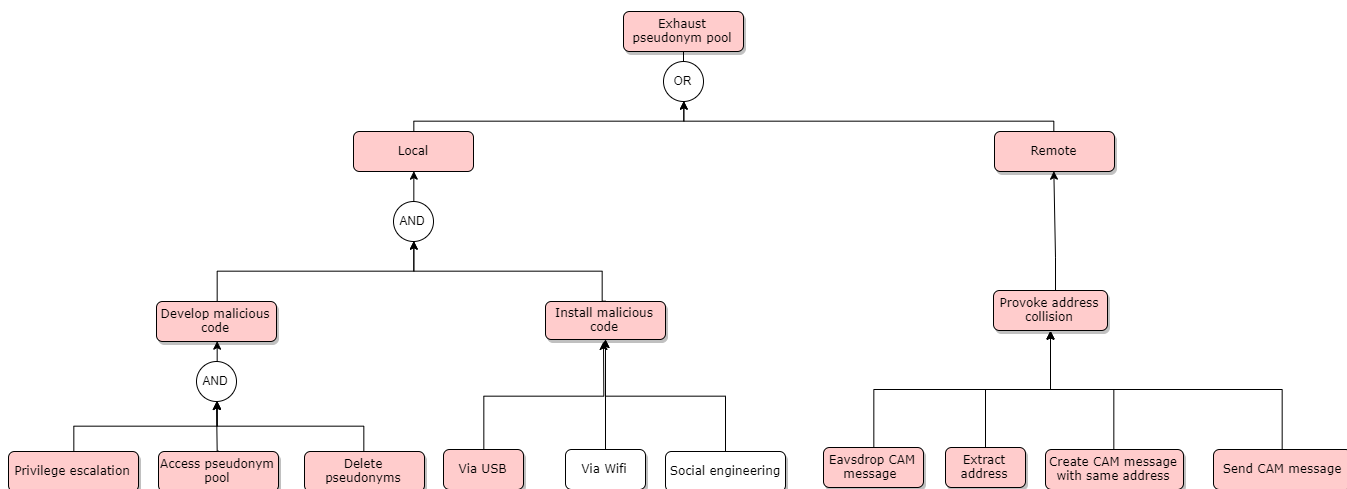 Exhaust
pseudonym pool
OR
Local
Remote
AND
Develop malicious
code
Install malicious
code
Provoke address
collision
AND
Privilege escalation
Access pseudonym
pool
Delete
pseudonyms
Via USB
Via Wifi
Social engineering
Eavsdrop CAM
message
Extract
address
Create CAM message
with same address
Send CAM message